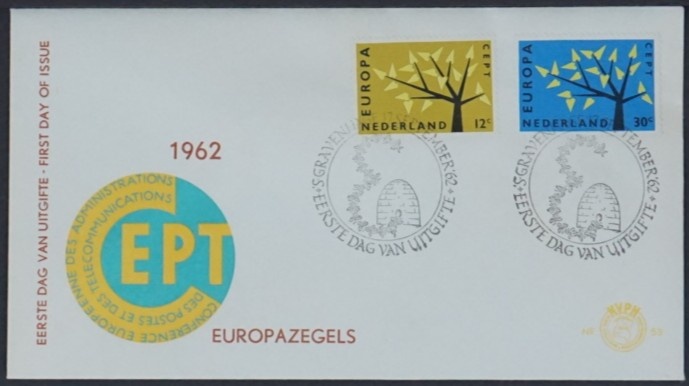 EERSTE DAG VAN UITGIFTE - FIRST DAY OF ISSUE
1962
EUROPA
CEPT
NEDERLAND 12c
EUROPA
CEPT
NEDERLAND 30c
'S-GRAVENHAGE SEPTEMBER '62
EERSTE DAG VAN UITGIFTE
'S-GRAVENHAGE SEPTEMBER '62
EERSTE DAG VAN UITGIFTE
CONFERENCE EUROPEENNE DES ADMINISTRATIONS
DES POSTES ET DES TELECOMMUNICATIONS
CEPT
EUROPAZEGELS
NVPH
NR 53